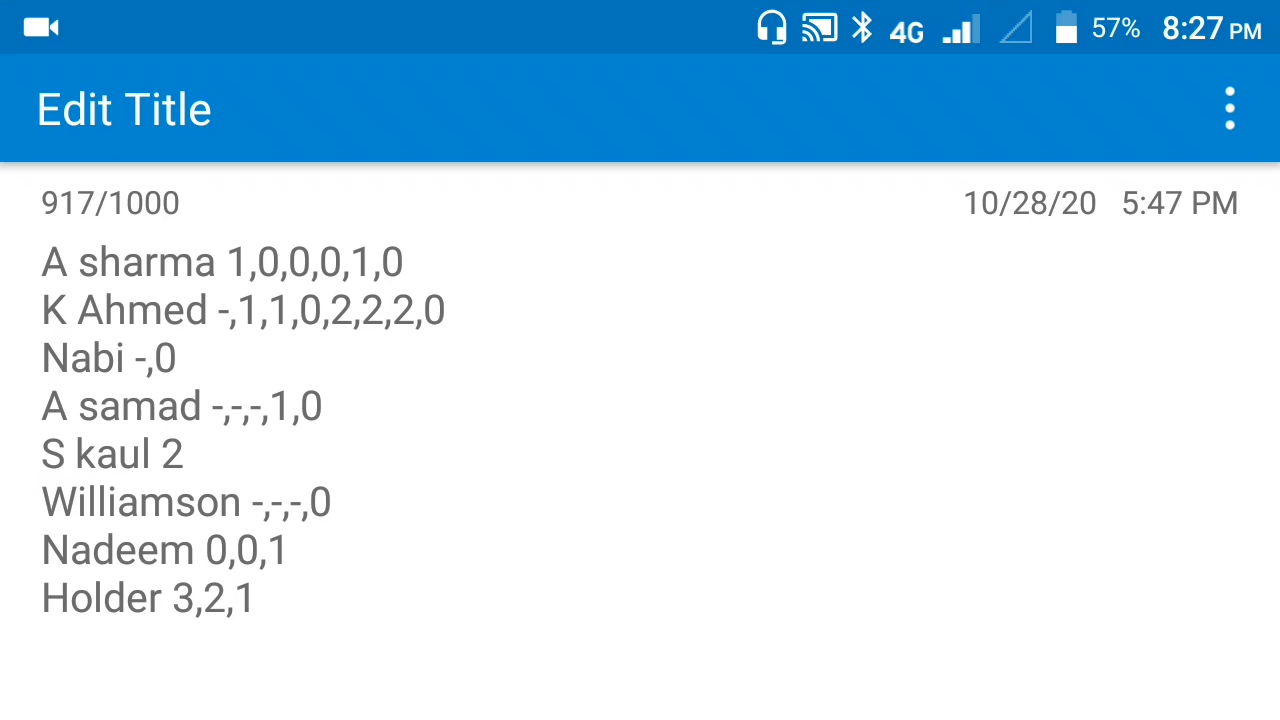 4G 57% 8:27 PM
Edit Title
917/1000 10/28/20 5:47 PM
A sharma 1,0,0,0,1,0
K Ahmed -,1,1,0,2,2,2,0
Nabi -,0
A samad -,-,-,1,0
S kaul 2
Williamson -,-,-,0
Nadeem 0,0,1
Holder 3,2,1